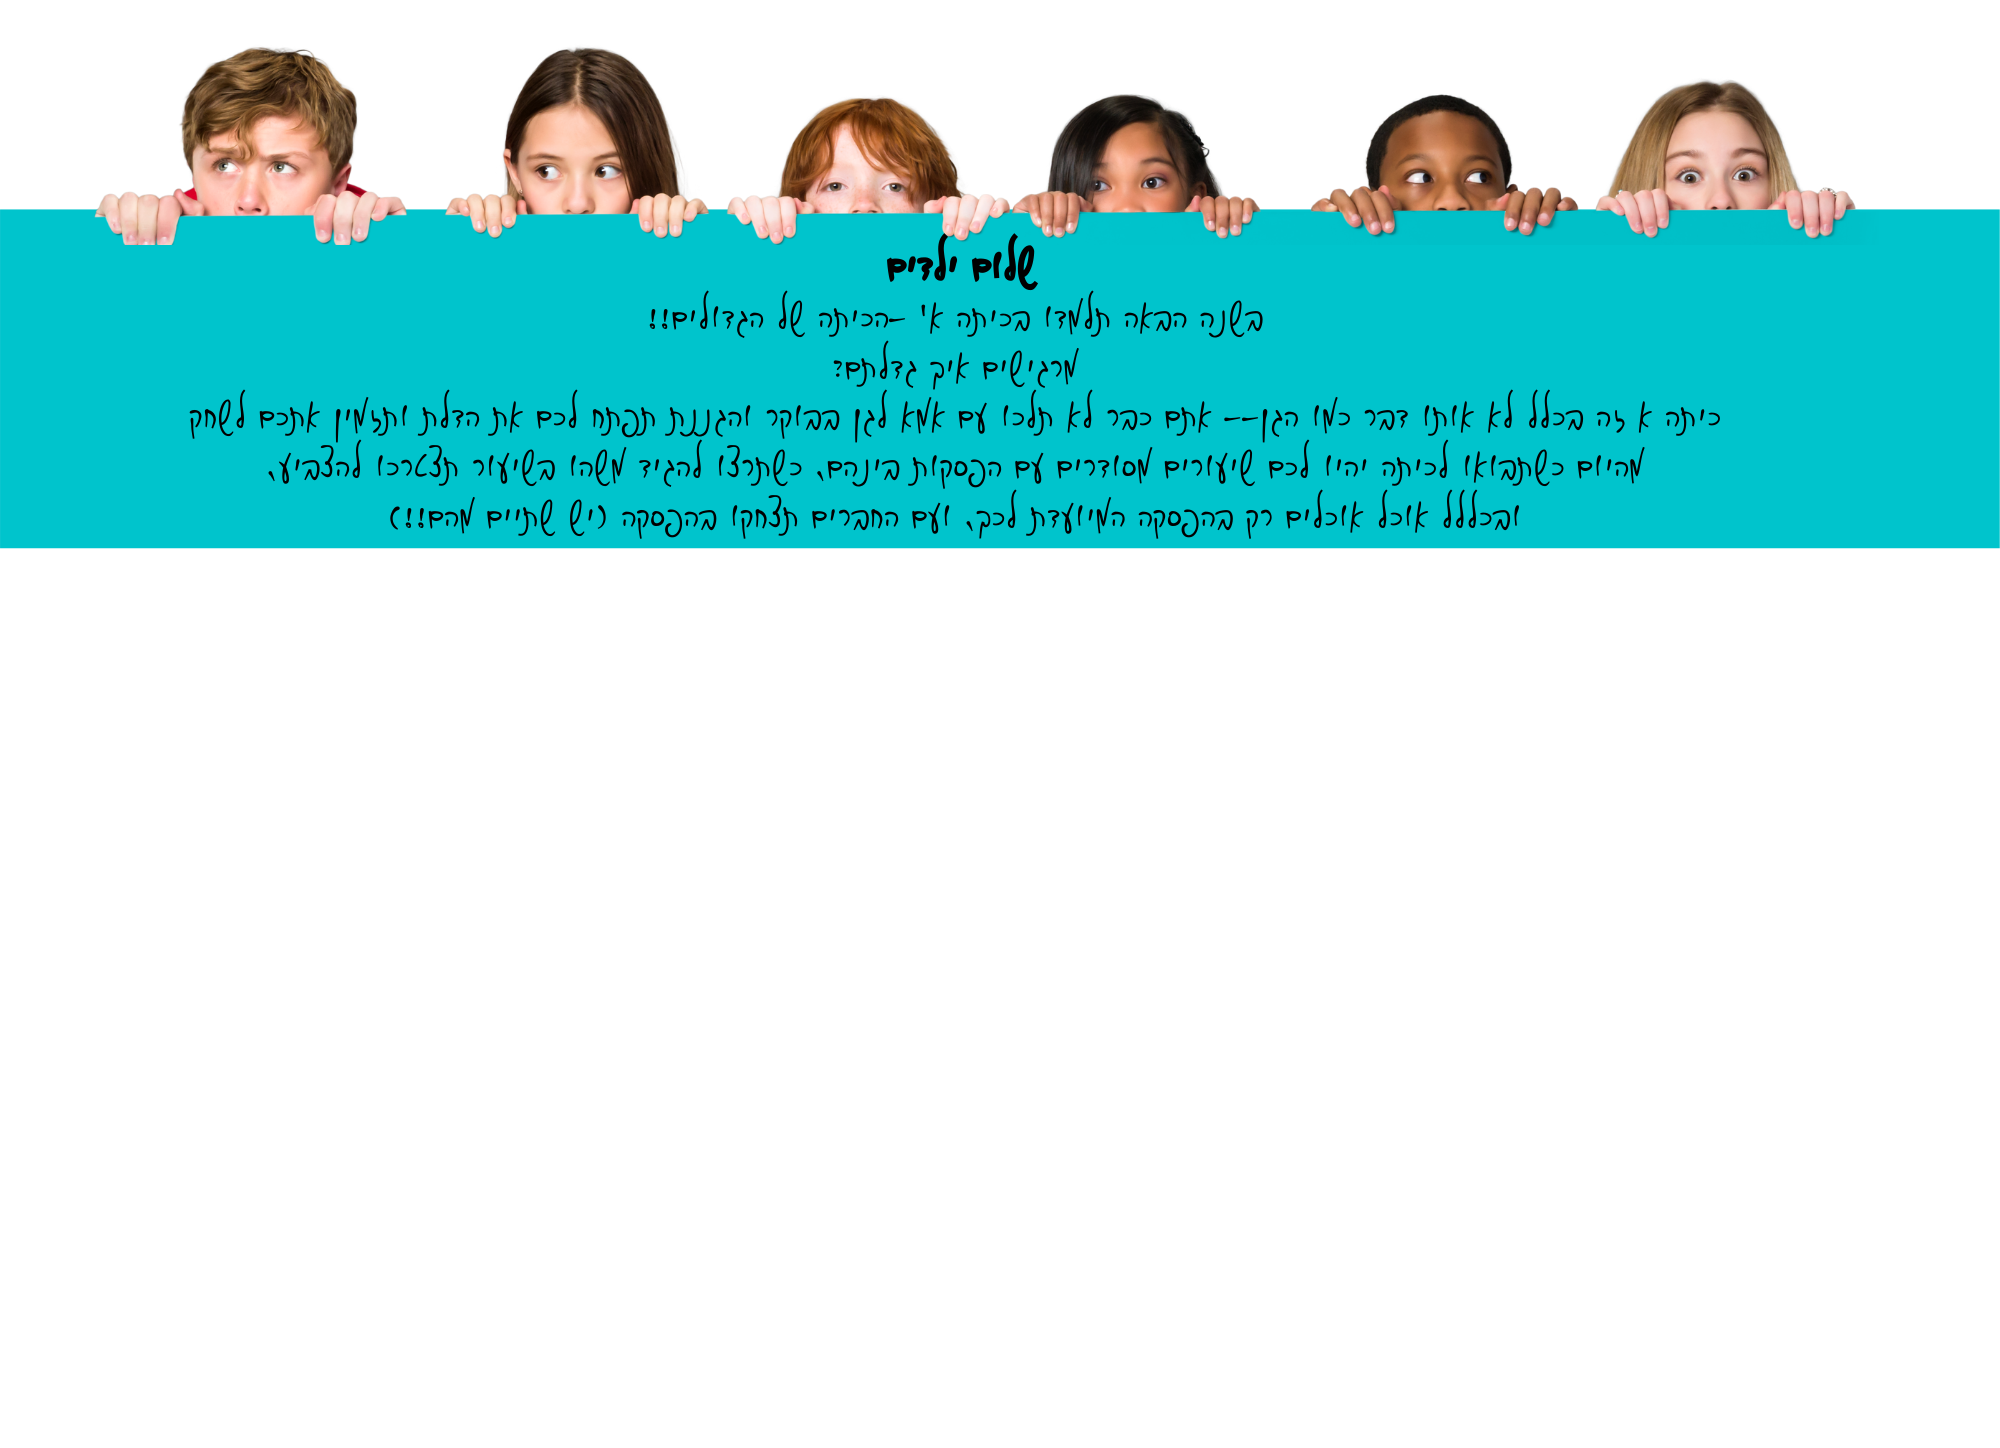 שלום ילדים
בשנה הבאה תלמדו בכיתה א' -הכיתה של הגדולים!!
מרגישים איך גדלתם?
כיתה א זה בכלל לא אותו דבר כמו הגן-- אתם כבר לא תלכו עם אמא לגן בבוקר והגננת תפתח לכם את הדלת ותזמין אתכם לשחק
מהיום כשתבואו לכיתה יהיו לכם שיעורים מסודרים עם הפסקות בינהם, כשתרצו להגיד משהו בשיעור תצטרכו להצביע,
ובכללל אוכל אוכלים רק בהפסקה המיועדת לכך, ועם החברים תצחקו בהפסקה (יש שתיים מהם!!)